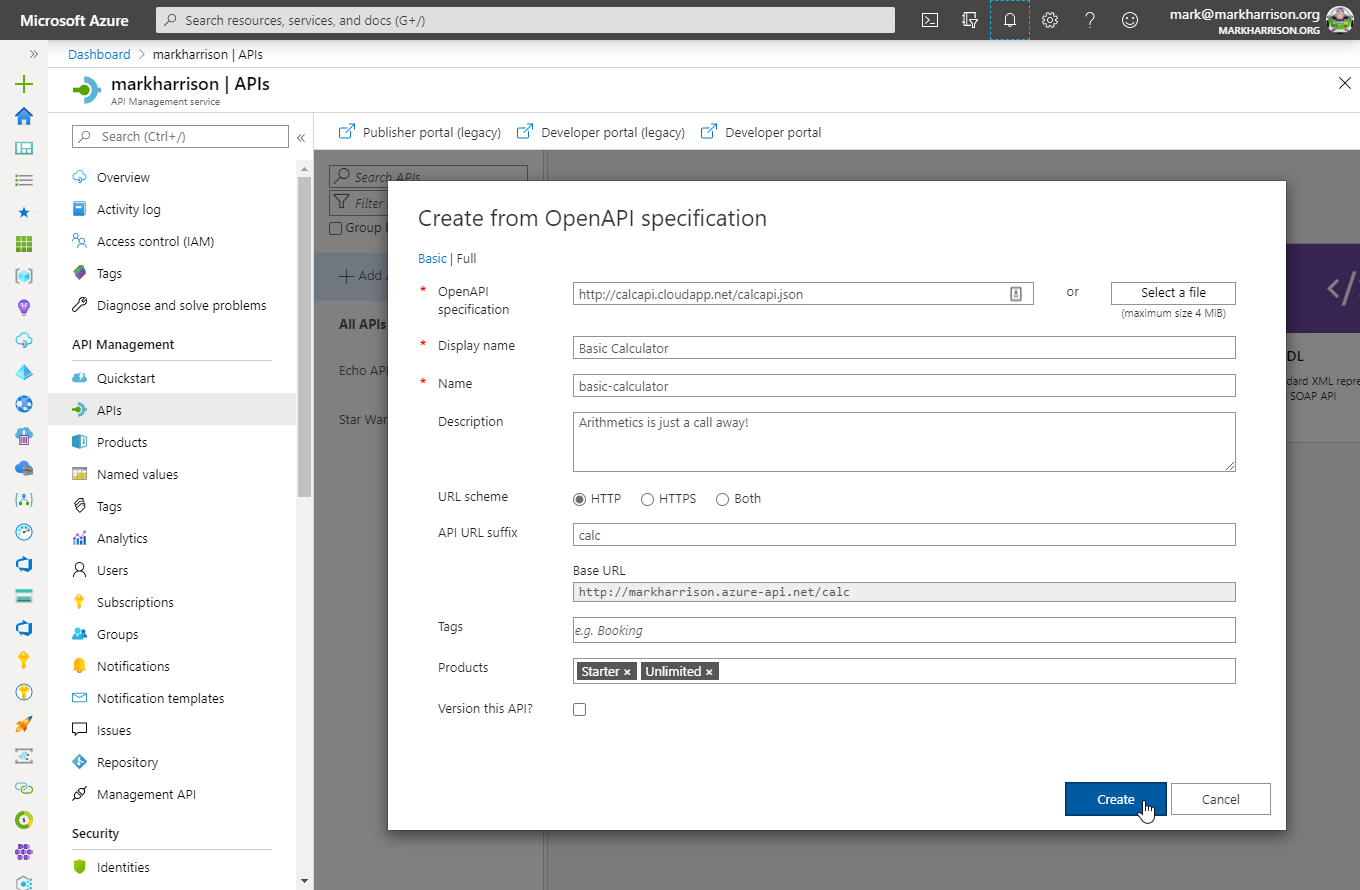 Microsoft Azure
Search resources, services, and docs (G+/)
mark@markharrison.org
MARKHARRISON.ORG
Dashboard > markharrison | APIs
markharrison | APIs
API Management service
Search (Ctrl+/)
Overview
Activity log
Access control (IAM)
Tags
Diagnose and solve problems
API Management
Quickstart
APIs
Products
Named values
Tags
Analytics
Users
Subscriptions
Groups
Notifications
Notification templates
Issues
Repository
Management API
Security
Identities
Publisher portal (legacy)
Developer portal (legacy)
Developer portal
Search APIs
Filter
Group
Add
All APIs
Echo API
Star War
Create from OpenAPI specification
Basic | Full
* OpenAPI specification
http://calcapi.cloudapp.net/calcapi.json
or
Select a file
(maximum size 4 MiB)
* Display name
Basic Calculator
* Name
basic-calculator
Description
Arithmetics is just a call away!
URL scheme
HTTP HTTPS Both
API URL suffix
calc
Base URL
http://markharrison.azure-api.net/calc
Tags
e.g. Booking
Products
Starter × Unlimited ×
Version this API?
Create
Cancel
</>
DL
dard XML repre
SOAP API